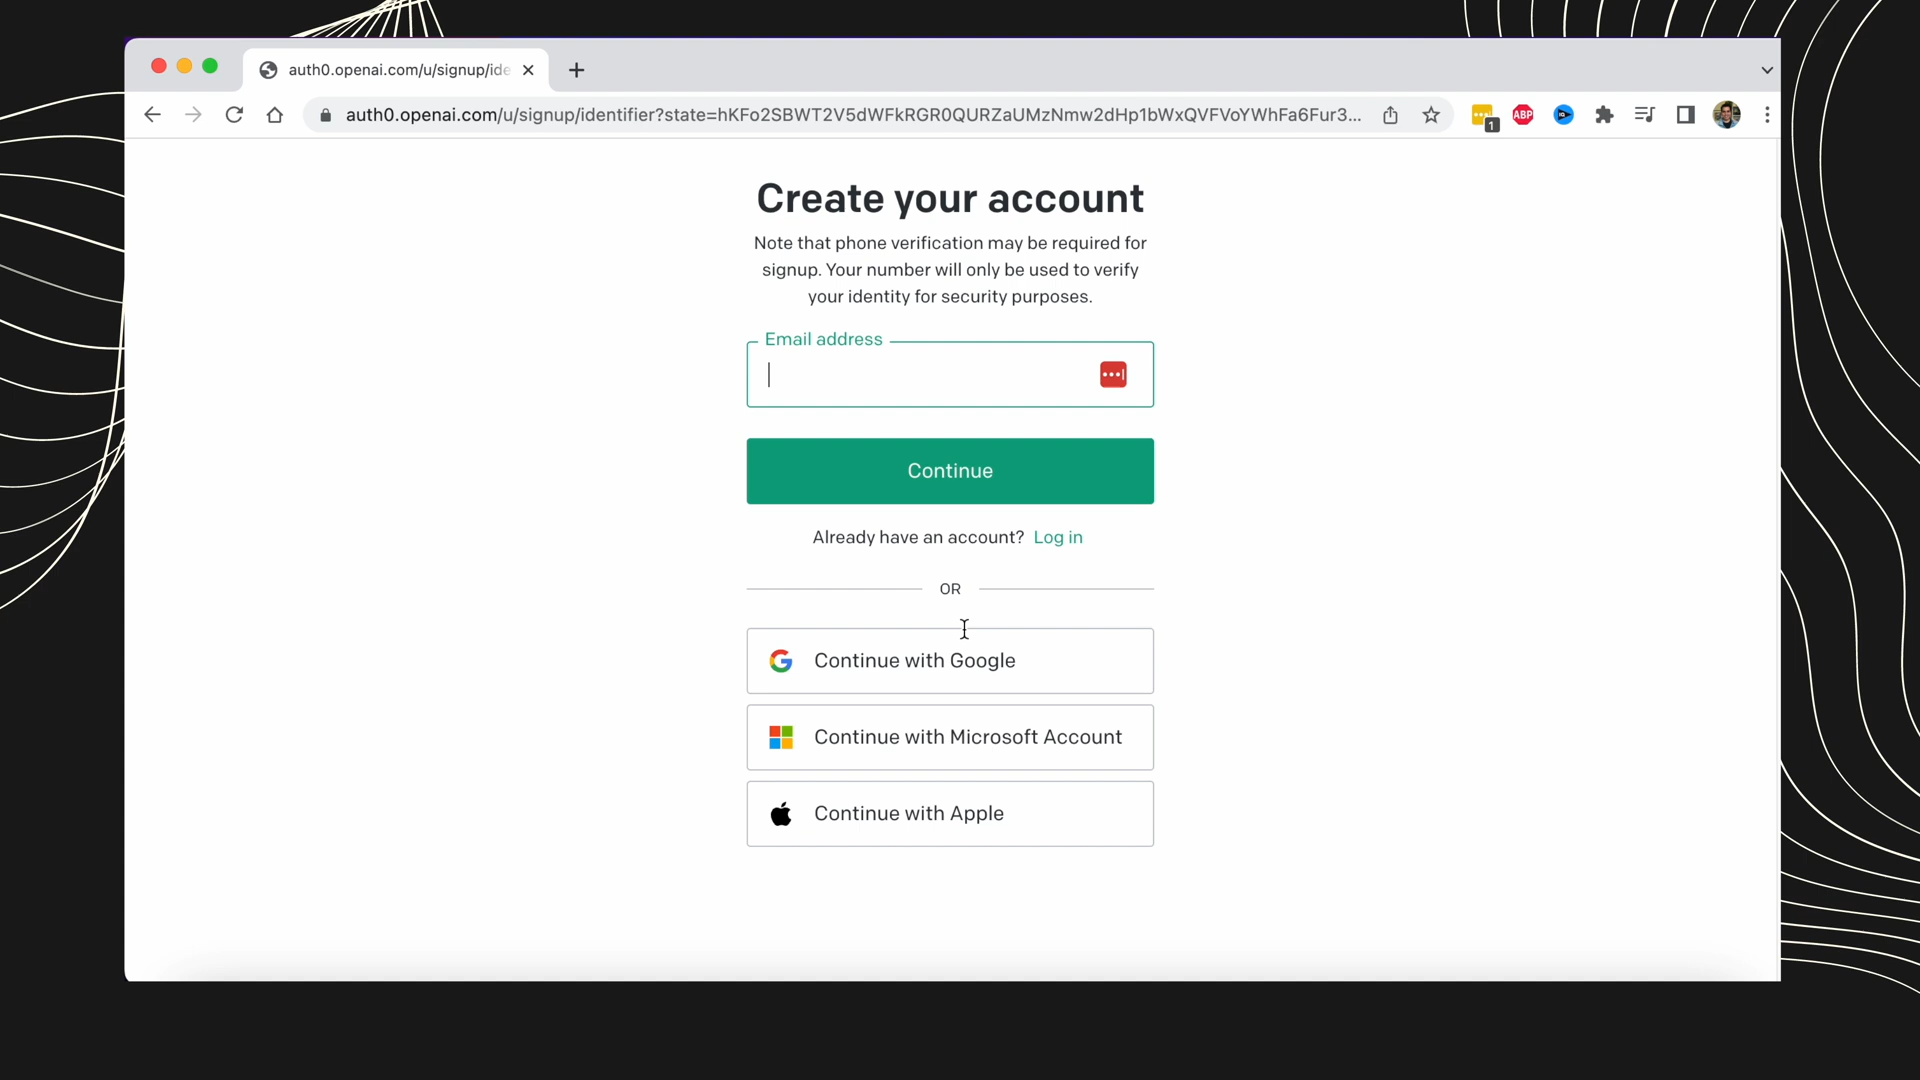 auth0.openai.com/u/signup/ide
auth0.openai.com/u/signup/identifier?state=hKFo2SBWT2V5dWFkRGR0QURZaUMzNmw2dHp1bWxQVFVoYWhFa6Fur3...
1
ABP
Create your account
Note that phone verification may be required for
signup. Your number will only be used to verify
your identity for security purposes.
Email address
Continue
Already have an account? Log in
OR
Continue with Google
Continue with Microsoft Account
Continue with Apple